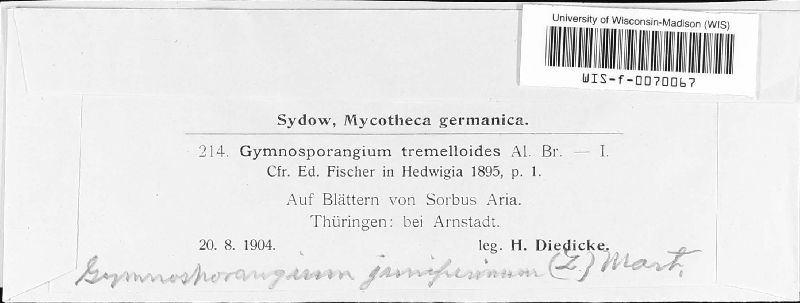 University of Wisconsin-Madison (WIS)
WIS-f-0070067
Sydow, Mycotheca germanica.
214. Gymnosporangium tremelloides Al. Br. — I.
Cfr. Ed. Fischer in Hedwigia 1895, p. 1.
Auf Blättern von Sorbus Aria.
Thüringen: bei Arnstadt.
20. 8. 1904. leg. H. Diedicke.
Gymnosporangium juniperinum (L.) Mart.